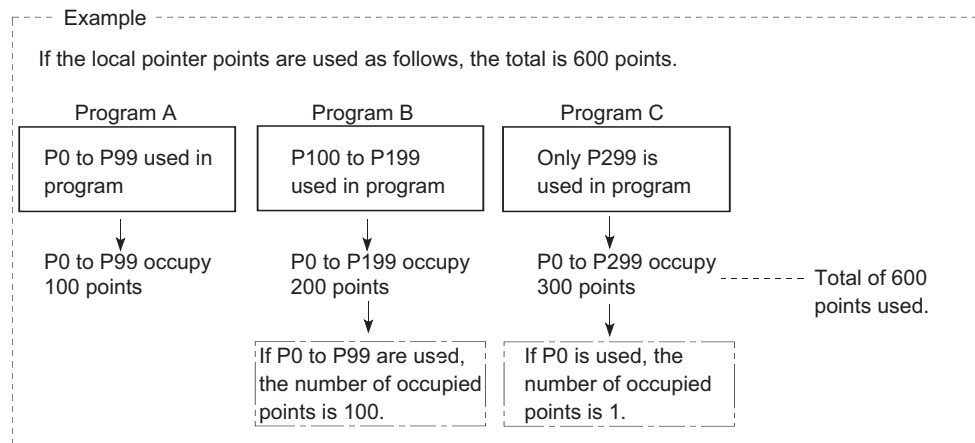 Example
If the local pointer points are used as follows, the total is 600 points.
Program A
P0 to P99 used in
program
P0 to P99 occupy
100 points
Program B
P100 to P199
used in program
P0 to P199 occupy
200 points
If P0 to P99 are used,
the number of occupied
points is 100.
Program C
Only P299 is
used in program
P0 to P299 occupy
300 points
If P0 is used, the
number of occupied
points is 1.
Total of 600
points used.